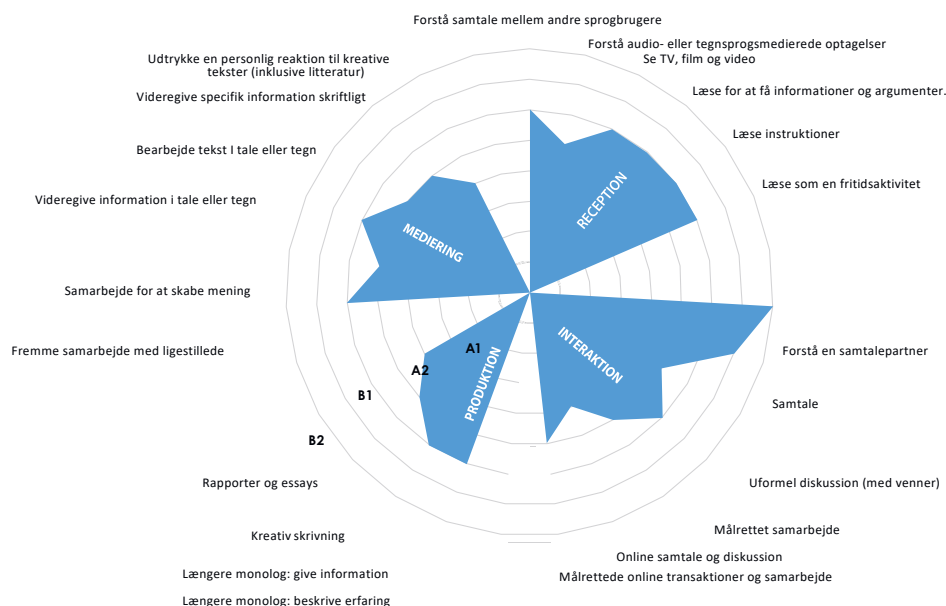 Forstå samtale mellem andre sprogbrugere
Forstå audio- eller tegnsprogsmedierede optagelser
Se TV, film og video
Læse for at få informationer og argumenter.
Læse instruktioner
Læse som en fritidsaktivitet
Forstå en samtalepartner
Samtale
Uformel diskussion (med venner)
Målrettet samarbejde
Online samtale og diskussion
Målrettede online transaktioner og samarbejde
Længere monolog: beskrive erfaring
Længere monolog: give information
Kreativ skrivning
Rapporter og essays
Fremme samarbejde med ligestillede
Samarbejde for at skabe mening
Videregive information i tale eller tegn
Bearbejde tekst I tale eller tegn
Videregive specifik information skriftligt
Udtrykke en personlig reaktion til kreative
tekster (inklusive litteratur)
RECEPTION
INTERAKTION
PRODUKTION
MEDIERING
A1
A2
B1
B2